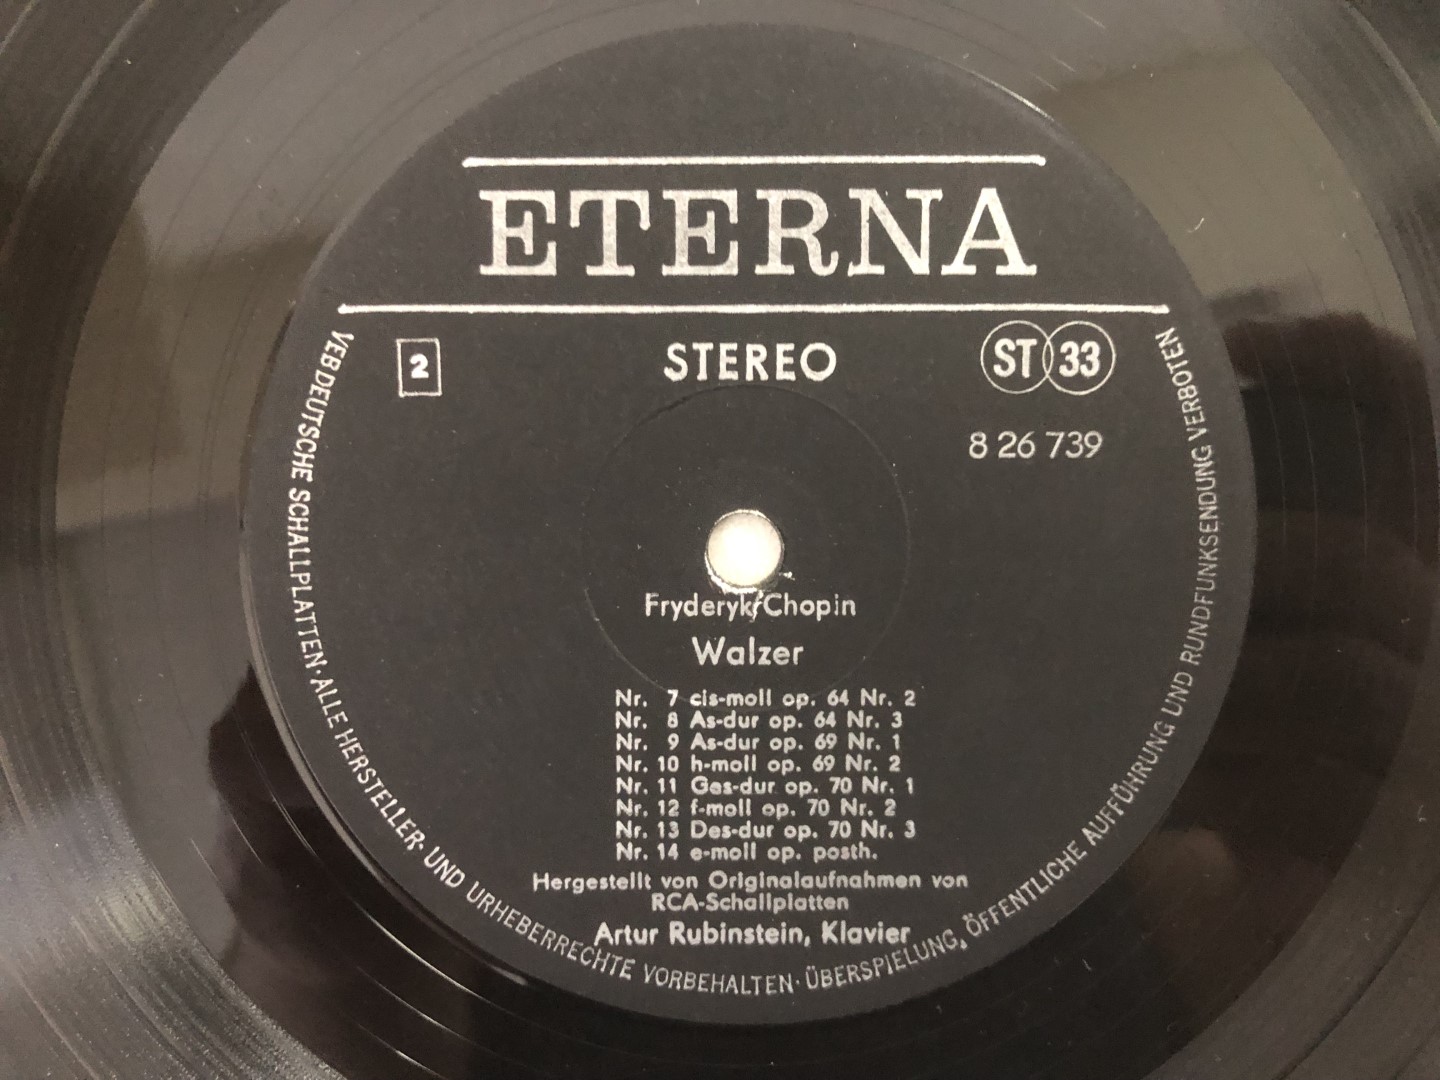 ETERNA
2
STEREO
ST 33
8 26 739
Fryderyk Chopin
Walzer
Nr. 7 cis-moll op. 64 Nr. 2
Nr. 8 As-dur op. 64 Nr. 3
Nr. 9 As-dur op. 69 Nr. 1
Nr. 10 h-moll op. 69 Nr. 2
Nr. 11 Ges-dur op. 70 Nr. 1
Nr. 12 f-moll op. 70 Nr. 2
Nr. 13 Des-dur op. 70 Nr. 3
Nr. 14 e-moll op. posth.
Hergestellt von Originalaufnahmen von
RCA-Schallplatten
Artur Rubinstein, Klavier
VEB DEUTSCHE SCHALLPLATTEN · ALLE HERSTELLER- UND URHEBERRECHTE VORBEHALTEN · ÜBERSPIELUNG, ÖFFENTLICHE AUFFÜHRUNG UND RUNDFUNKSENDUNG VERBOTEN